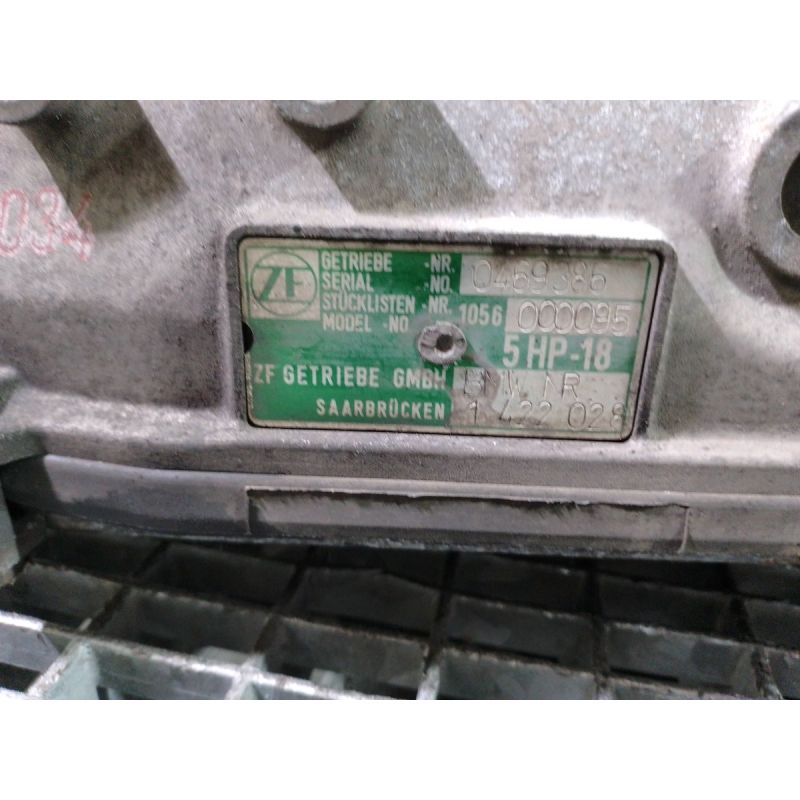 034
ZF
GETRIEBE -NR.
SERIAL -NO. 0469386
STÜCKLISTEN -NR.
MODEL -NO 1056 000095
5 HP-18
ZF GETRIEBE GMBH BMW NR
SAARBRÜCKEN 1 422 028